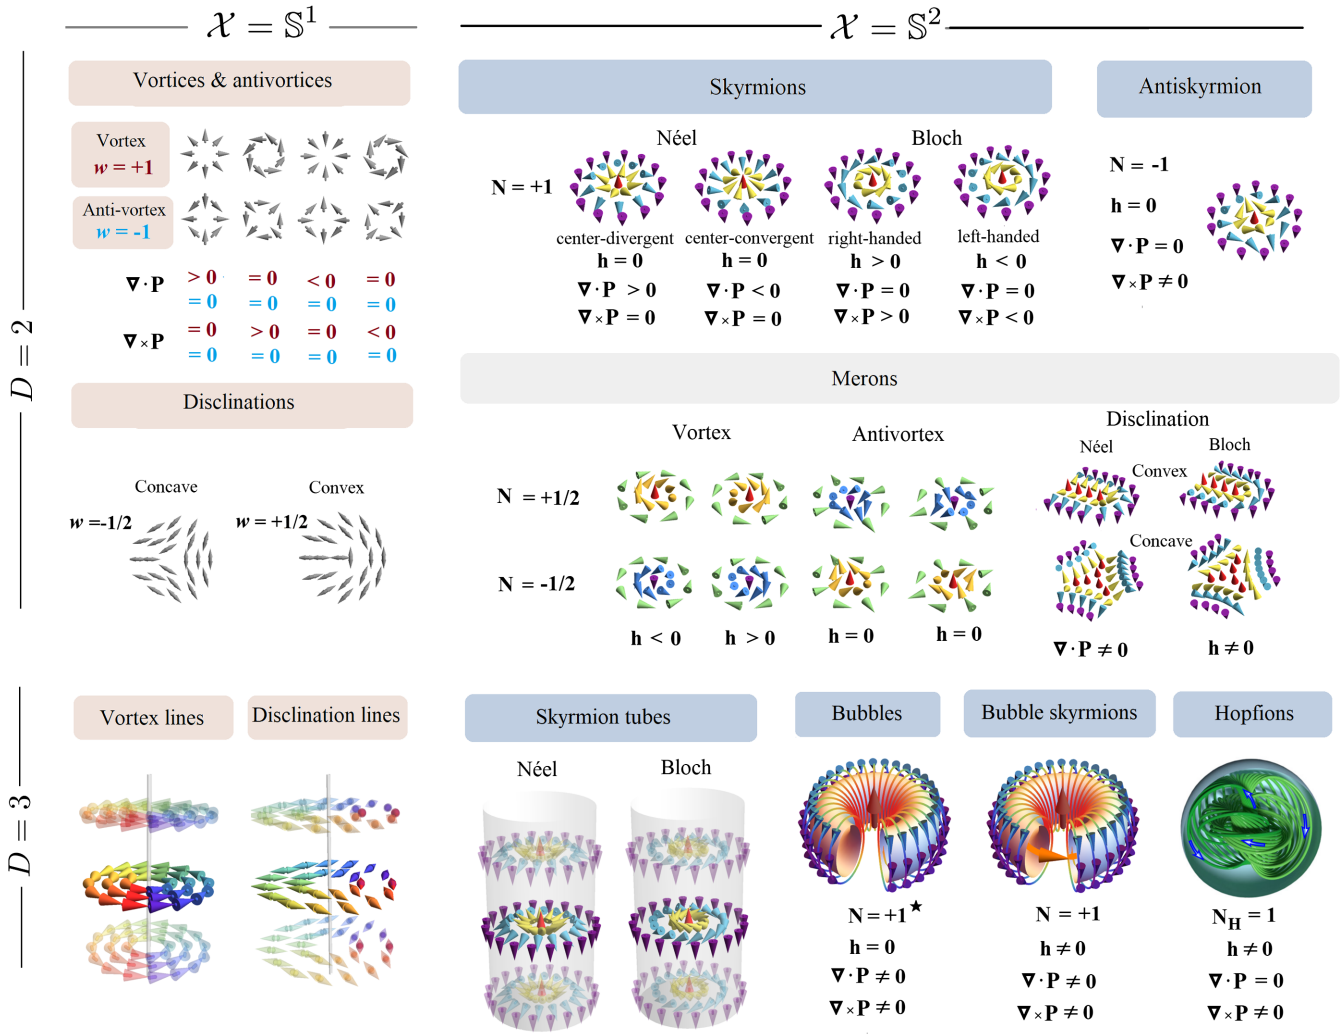 𝒳 = 𝕊¹
𝒳 = 𝕊²
D = 2
Vortices & antivortices
Vortex
w = +1
Anti-vortex
w = -1
∇·P > 0 = 0 < 0 = 0
= 0 = 0 = 0 = 0
∇×P = 0 > 0 = 0 < 0
= 0 = 0 = 0 = 0
Disclinations
Concave
w =-1/2
Convex
w = +1/2
Skyrmions
Néel
Bloch
N = +1
center-divergent center-convergent right-handed left-handed
h = 0 h = 0 h > 0 h < 0
∇·P > 0 ∇·P < 0 ∇·P = 0 ∇·P = 0
∇×P = 0 ∇×P = 0 ∇×P > 0 ∇×P < 0
Antiskyrmion
N = -1
h = 0
∇·P = 0
∇×P ≠ 0
Merons
Vortex
Antivortex
Disclination
Néel
Bloch
Convex
N = +1/2
Concave
N = -1/2
h < 0 h > 0 h = 0 h = 0
∇·P ≠ 0 h ≠ 0
D = 3
Vortex lines
Disclination lines
Skyrmion tubes
Néel
Bloch
Bubbles
N = +1★
h = 0
∇·P ≠ 0
∇×P ≠ 0
Bubble skyrmions
N = +1
h ≠ 0
∇·P ≠ 0
∇×P ≠ 0
Hopfions
N_H = 1
h ≠ 0
∇·P = 0
∇×P ≠ 0